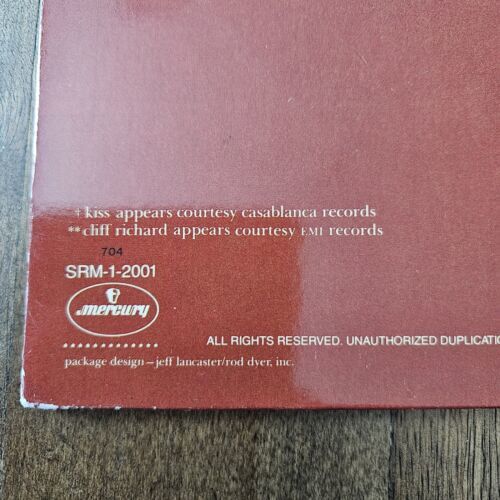 † kiss appears courtesy casablanca records
** cliff richard appears courtesy EMI records
704
SRM-1-2001
mercury
ALL RIGHTS RESERVED. UNAUTHORIZED DUPLICATIO
package design – jeff lancaster/rod dyer, inc.